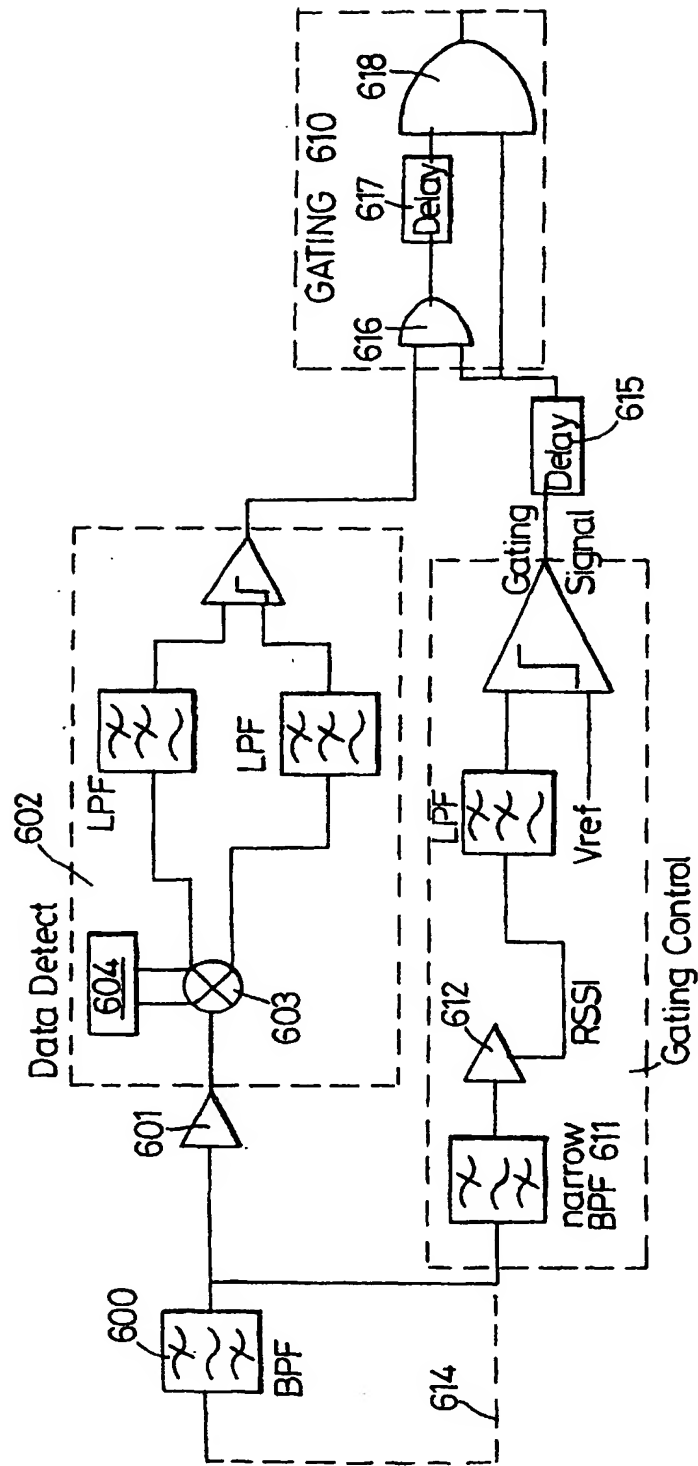 600
BPF
614
601
Data Detect
602
604
603
LPF
LPF
narrow
BPF 611
612
RSSI
LPF
Vref
Gating Control
Gating
Signal
Delay
615
GATING 610
616
617
Delay
618